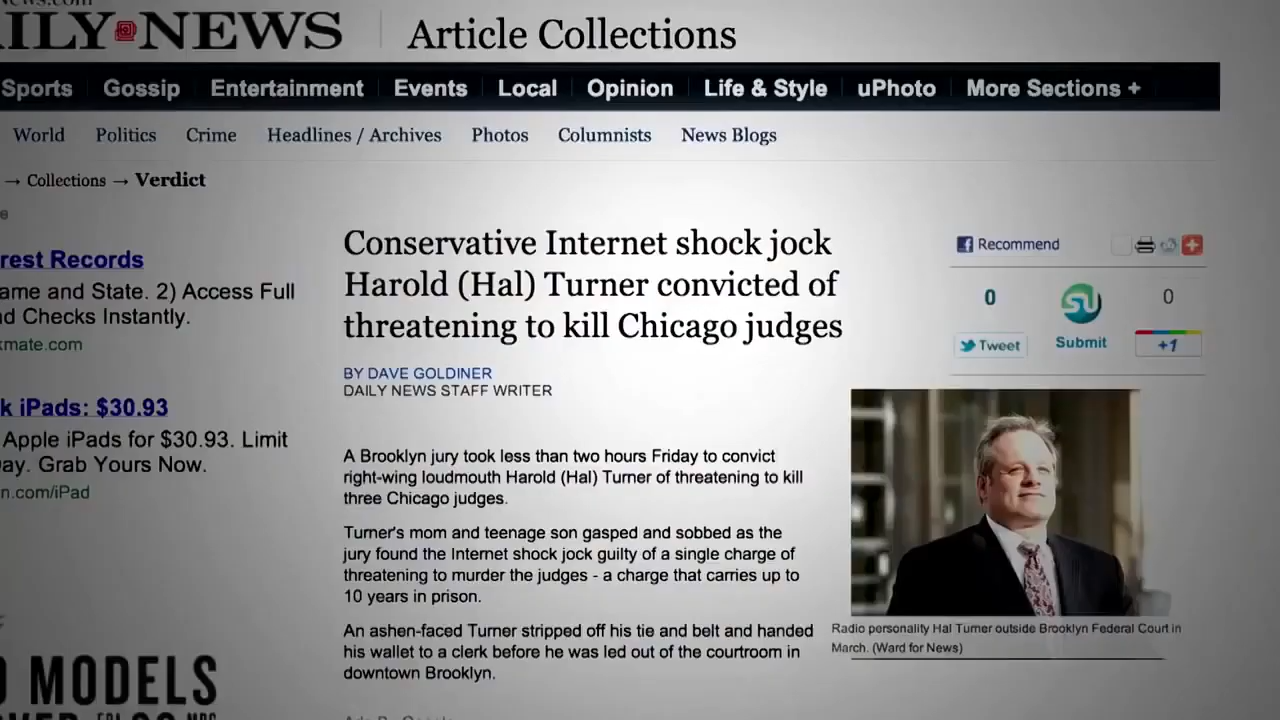 News.com
ILY NEWS
Article Collections
Sports Gossip Entertainment Events Local Opinion Life & Style uPhoto More Sections +
World Politics Crime Headlines / Archives Photos Columnists News Blogs
→ Collections → Verdict
rest Records
ame and State. 2) Access Full
d Checks Instantly.
kmate.com
k iPads: $30.93
Apple iPads for $30.93. Limit
ay. Grab Yours Now.
n.com/iPad
MODELS
Conservative Internet shock jock
Harold (Hal) Turner convicted of
threatening to kill Chicago judges
BY DAVE GOLDINER
DAILY NEWS STAFF WRITER
A Brooklyn jury took less than two hours Friday to convict
right-wing loudmouth Harold (Hal) Turner of threatening to kill
three Chicago judges.
Turner's mom and teenage son gasped and sobbed as the
jury found the Internet shock jock guilty of a single charge of
threatening to murder the judges - a charge that carries up to
10 years in prison.
An ashen-faced Turner stripped off his tie and belt and handed
his wallet to a clerk before he was led out of the courtroom in
downtown Brooklyn.
Recommend
0 0
Tweet Submit +1
Radio personality Hal Turner outside Brooklyn Federal Court in
March. (Ward for News)